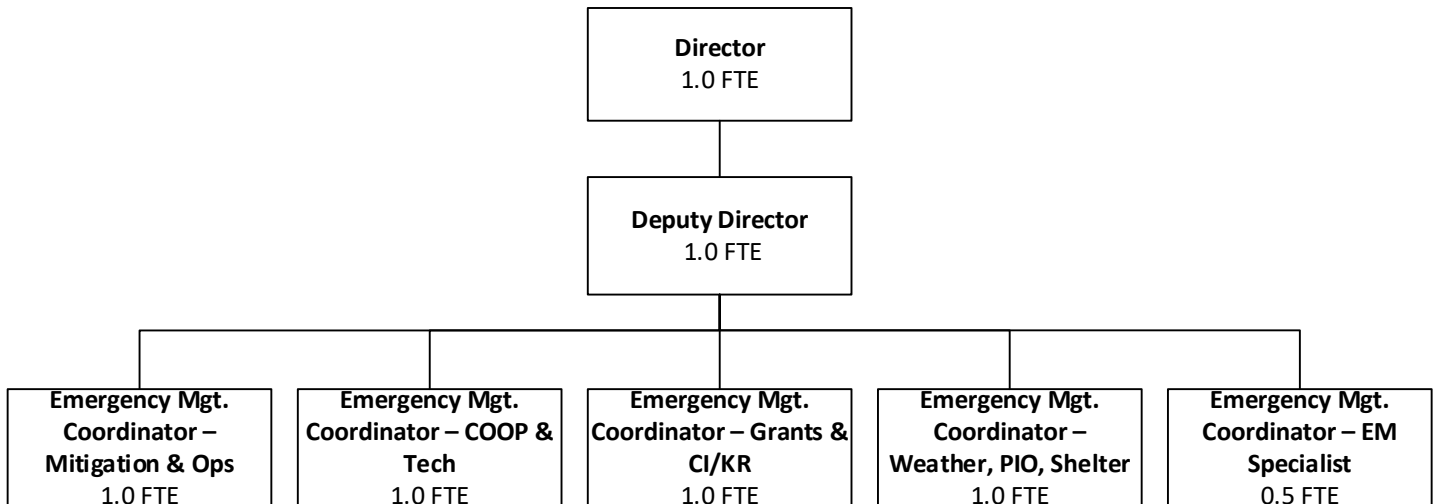 Director
1.0 FTE
Deputy Director
1.0 FTE
Emergency Mgt.
Coordinator –
Mitigation & Ops
1.0 FTE
Emergency Mgt.
Coordinator – COOP &
Tech
1.0 FTE
Emergency Mgt.
Coordinator – Grants &
CI/KR
1.0 FTE
Emergency Mgt.
Coordinator –
Weather, PIO, Shelter
1.0 FTE
Emergency Mgt.
Coordinator – EM
Specialist
0.5 FTE